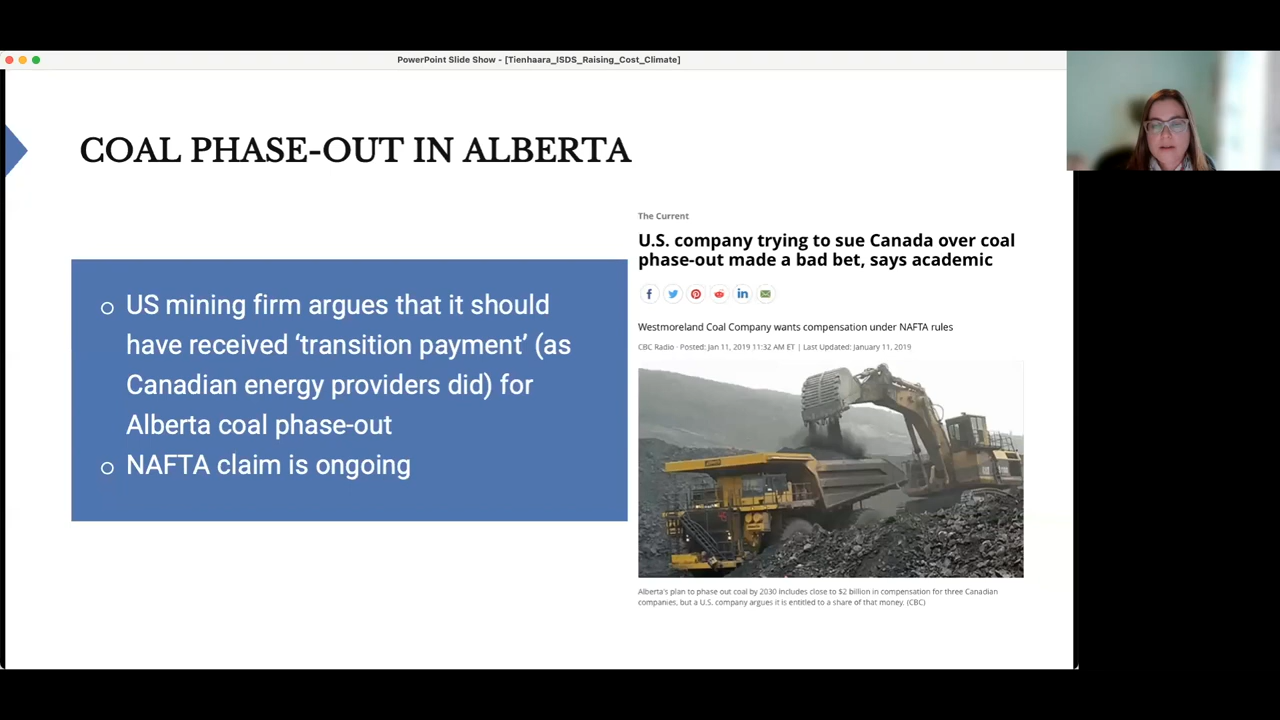 PowerPoint Slide Show - [Tienhaara_ISDS_Raising_Cost_Climate]
COAL PHASE-OUT IN ALBERTA
o US mining firm argues that it should
have received ‘transition payment’ (as
Canadian energy providers did) for
Alberta coal phase-out
o NAFTA claim is ongoing
The Current
U.S. company trying to sue Canada over coal
phase-out made a bad bet, says academic
Westmoreland Coal Company wants compensation under NAFTA rules
CBC Radio · Posted: Jan 11, 2019 11:32 AM ET | Last Updated: January 11, 2019
Alberta's plan to phase out coal by 2030 includes close to $2 billion in compensation for three Canadian
companies, but a U.S. company argues it is entitled to a share of that money. (CBC)